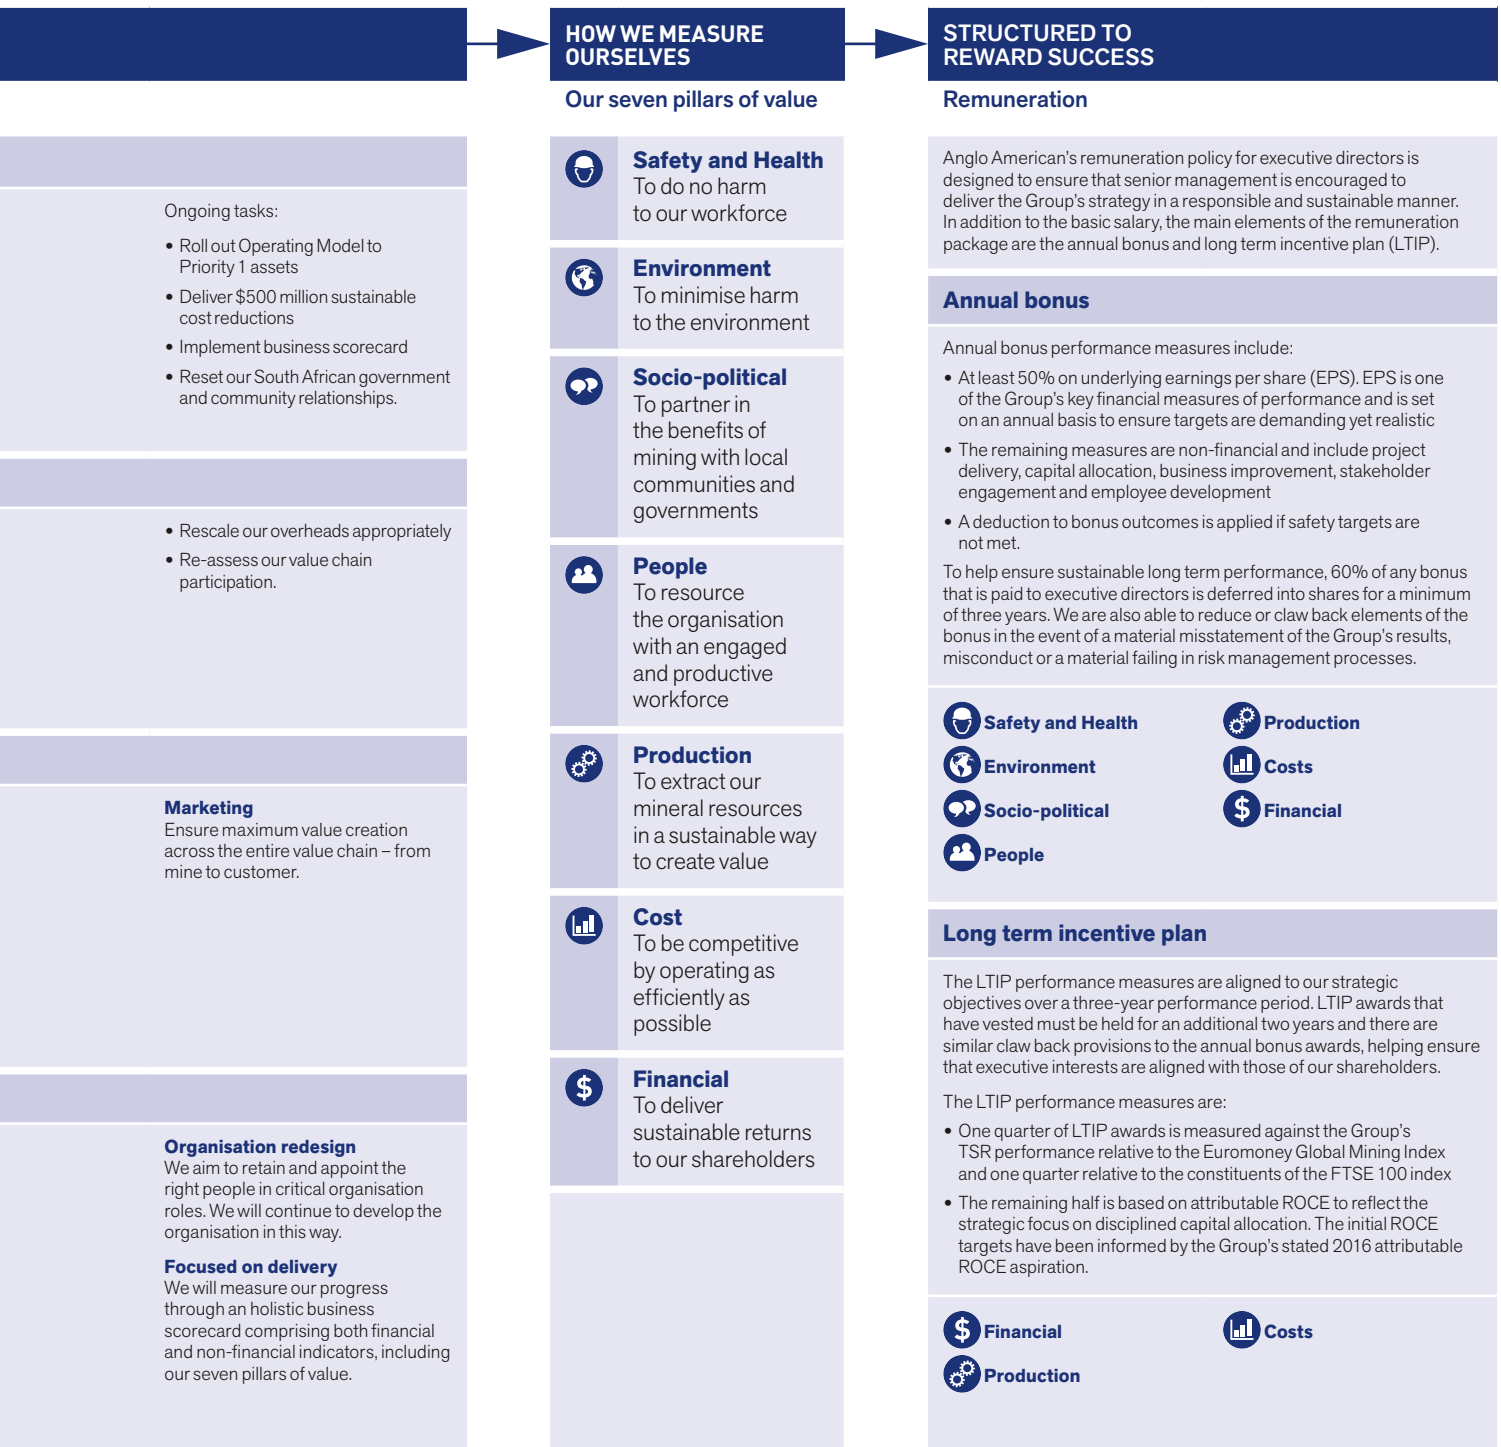 HOW WE MEASURE
OURSELVES
STRUCTURED TO
REWARD SUCCESS
Ongoing tasks:
• Roll out Operating Model to
Priority 1 assets
• Deliver $500 million sustainable
cost reductions
• Implement business scorecard
• Reset our South African government
and community relationships.
• Rescale our overheads appropriately
• Re-assess our value chain
participation.
Marketing
Ensure maximum value creation
across the entire value chain – from
mine to customer.
Organisation redesign
We aim to retain and appoint the
right people in critical organisation
roles. We will continue to develop the
organisation in this way.
Focused on delivery
We will measure our progress
through an holistic business
scorecard comprising both financial
and non-financial indicators, including
our seven pillars of value.
Our seven pillars of value
Safety and Health
To do no harm
to our workforce
Environment
To minimise harm
to the environment
Socio-political
To partner in
the benefits of
mining with local
communities and
governments
People
To resource
the organisation
with an engaged
and productive
workforce
Production
To extract our
mineral resources
in a sustainable way
to create value
Cost
To be competitive
by operating as
efficiently as
possible
Financial
To deliver
sustainable returns
to our shareholders
Remuneration
Anglo American's remuneration policy for executive directors is
designed to ensure that senior management is encouraged to
deliver the Group's strategy in a responsible and sustainable manner.
In addition to the basic salary, the main elements of the remuneration
package are the annual bonus and long term incentive plan (LTIP).
Annual bonus
Annual bonus performance measures include:
• At least 50% on underlying earnings per share (EPS). EPS is one
of the Group's key financial measures of performance and is set
on an annual basis to ensure targets are demanding yet realistic
• The remaining measures are non-financial and include project
delivery, capital allocation, business improvement, stakeholder
engagement and employee development
• A deduction to bonus outcomes is applied if safety targets are
not met.
To help ensure sustainable long term performance, 60% of any bonus
that is paid to executive directors is deferred into shares for a minimum
of three years. We are also able to reduce or claw back elements of the
bonus in the event of a material misstatement of the Group's results,
misconduct or a material failing in risk management processes.
Safety and Health
Environment
Socio-political
People
Production
Costs
$ Financial
Long term incentive plan
The LTIP performance measures are aligned to our strategic
objectives over a three-year performance period. LTIP awards that
have vested must be held for an additional two years and there are
similar claw back provisions to the annual bonus awards, helping ensure
that executive interests are aligned with those of our shareholders.
The LTIP performance measures are:
• One quarter of LTIP awards is measured against the Group's
TSR performance relative to the Euromoney Global Mining Index
and one quarter relative to the constituents of the FTSE 100 index
• The remaining half is based on attributable ROCE to reflect the
strategic focus on disciplined capital allocation. The initial ROCE
targets have been informed by the Group's stated 2016 attributable
ROCE aspiration.
$ Financial
Production
Costs